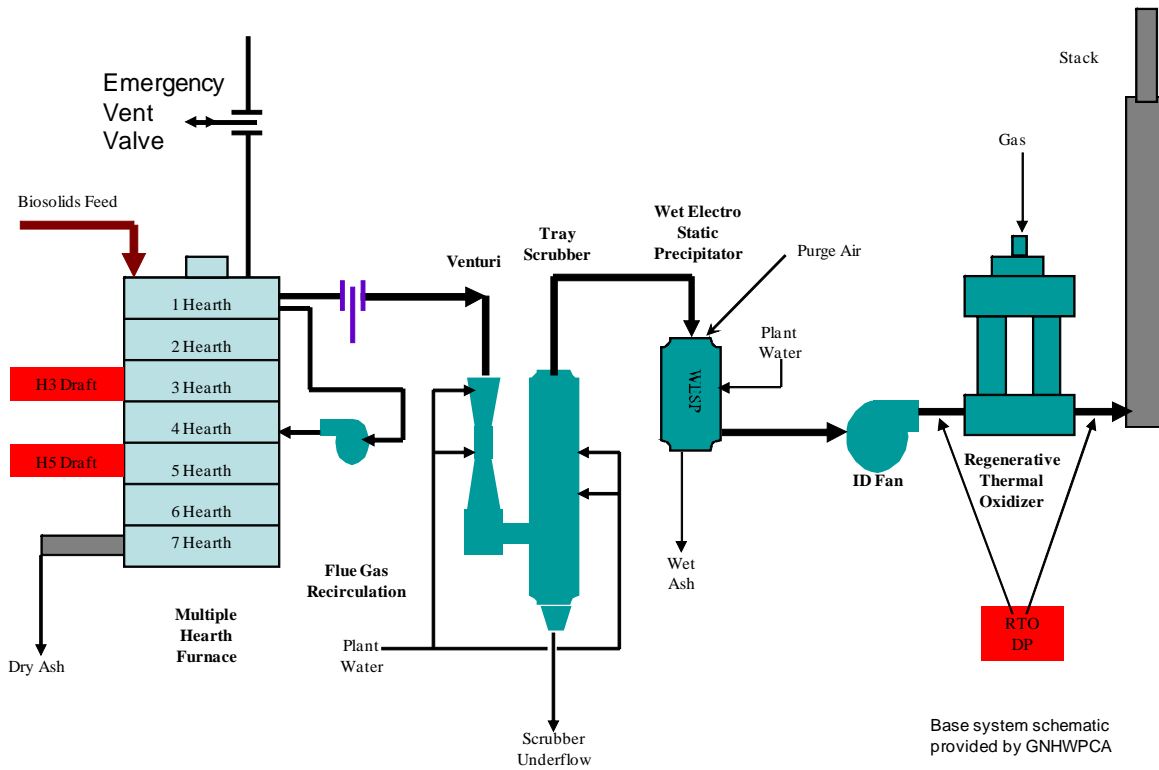 Stack
Emergency
Vent
Valve
Gas
Biosolids Feed
Wet Electro
Static
Precipitator
Tray
Scrubber
Purge Air
Venturi
1 Hearth
2 Hearth
3 Hearth
4 Hearth
5 Hearth
6 Hearth
7 Hearth
H3 Draft
H5 Draft
Plant
Water
WESP
ID Fan
Regenerative
Thermal
Oxidizer
Flue Gas
Recirculation
Wet
Ash
Multiple
Hearth
Furnace
Plant
Water
Dry Ash
RTO
DP
Scrubber
Underflow
Base system schematic
provided by GNHWPCA